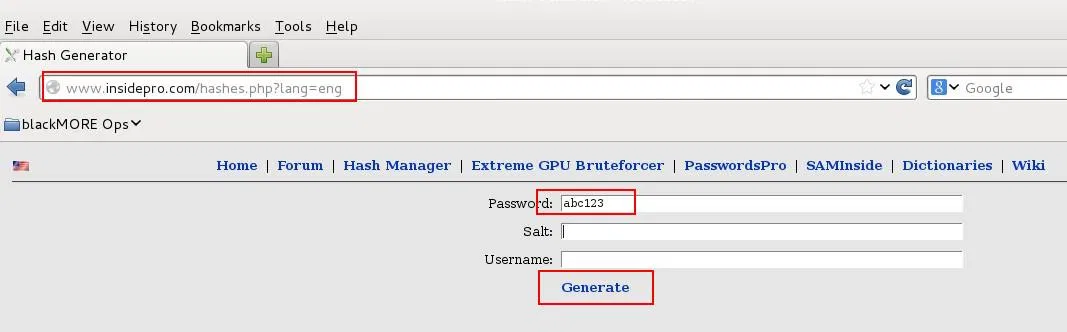 File Edit View History Bookmarks Tools Help
Hash Generator
www.insidepro.com/hashes.php?lang=eng
Google
blackMORE Ops
Home | Forum | Hash Manager | Extreme GPU Bruteforcer | PasswordsPro | SAMInside | Dictionaries | Wiki
Password: abc123
Salt:
Username:
Generate